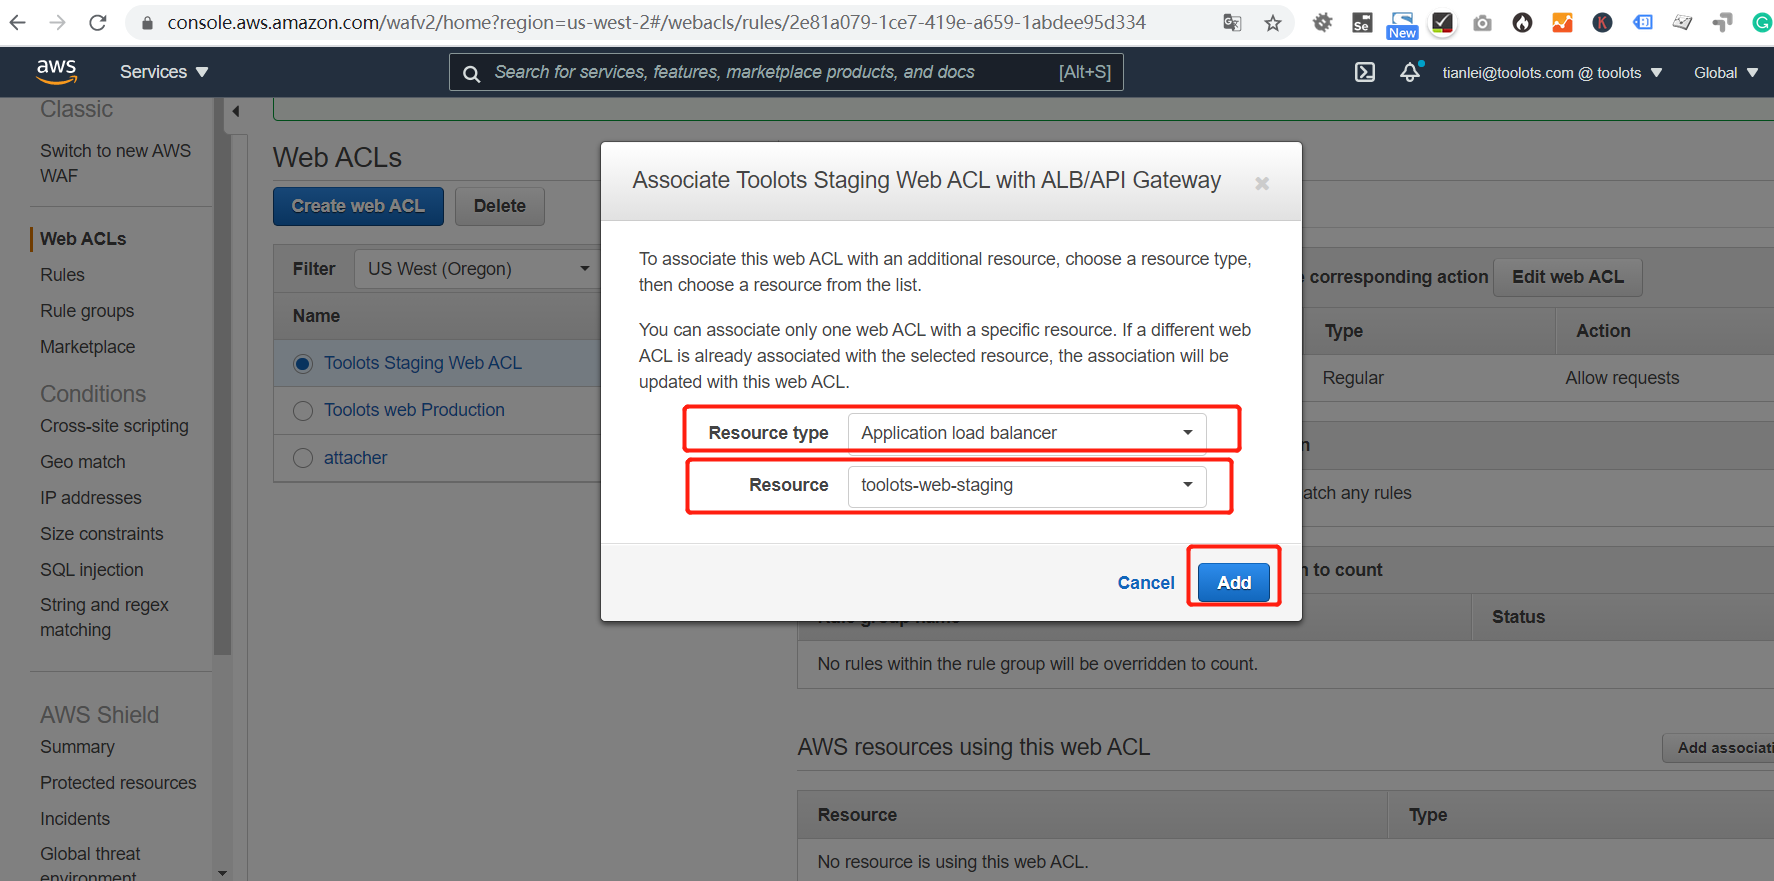 console.aws.amazon.com/wafv2/home?region=us-west-2#/webacls/rules/2e81a079-1ce7-419e-a659-1abdee95d334
Se
New
K
G
aws
Services
Search for services, features, marketplace products, and docs
[Alt+S]
tianlei@toolots.com @ toolots
Global
Classic
Switch to new AWS
WAF
Web ACLs
Rules
Rule groups
Marketplace
Conditions
Cross-site scripting
Geo match
IP addresses
Size constraints
SQL injection
String and regex
matching
AWS Shield
Summary
Protected resources
Incidents
Global threat
environment
Web ACLs
Create web ACL
Delete
Filter
US West (Oregon)
Name
Toolots Staging Web ACL
Toolots web Production
attacher
Associate Toolots Staging Web ACL with ALB/API Gateway
To associate this web ACL with an additional resource, choose a resource type,
then choose a resource from the list.
You can associate only one web ACL with a specific resource. If a different web
ACL is already associated with the selected resource, the association will be
updated with this web ACL.
Resource type
Application load balancer
Resource
toolots-web-staging
Cancel
Add
corresponding action
Edit web ACL
Type
Action
Regular
Allow requests
atch any rules
n to count
Rule group name
Status
No rules within the rule group will be overridden to count.
AWS resources using this web ACL
Add associati
Resource
Type
No resource is using this web ACL.